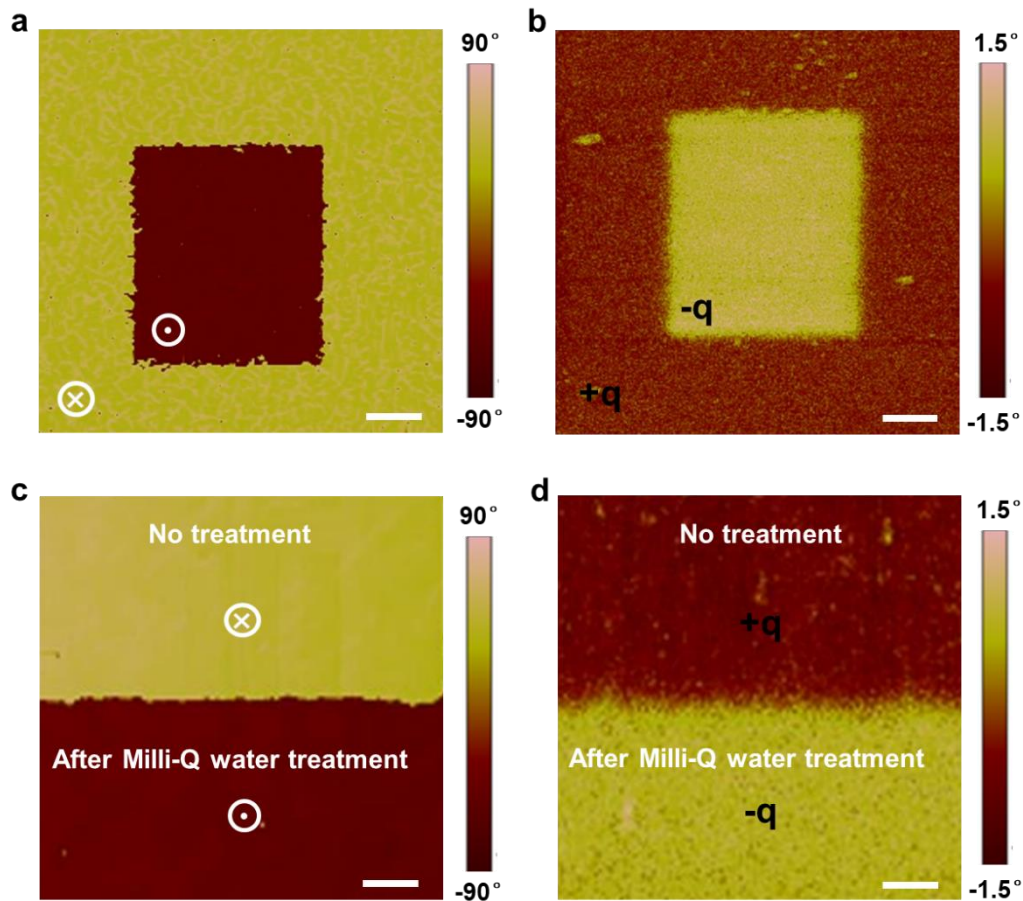 a
90°
-90°
b
1.5°
-q
+q
-1.5°
c
90°
No treatment
After Milli-Q water treatment
-90°
d
1.5°
No treatment
+q
After Milli-Q water treatment
-q
-1.5°